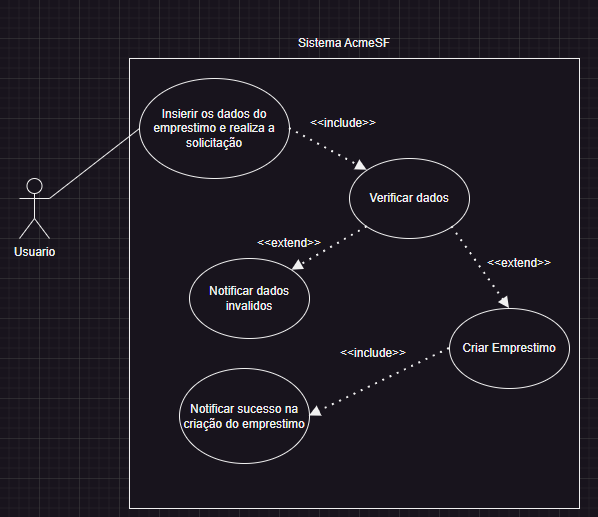 Sistema AcmeSF
Insierir os dados do
emprestimo e realiza a
solicitação
<<include>>
Verificar dados
Usuario
<<extend>>
<<extend>>
Notificar dados
invalidos
Criar Emprestimo
<<include>>
Notificar sucesso na
criação do emprestimo